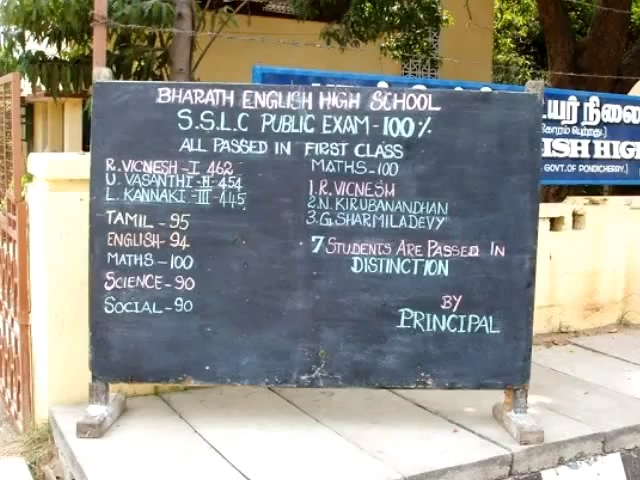 BHARATH ENGLISH HIGH SCHOOL
S.S.L.C PUBLIC EXAM - 100 %
ALL PASSED IN FIRST CLASS
R. VICNESH - I 462
V. VASANTHI - II - 454
L. KANNAKI - III - 445
TAMIL - 95
ENGLISH - 94
MATHS - 100
SCIENCE - 90
SOCIAL - 90
MATHS - 100
1. R. VICNESH
2. N. KIRUBANANDHAN
3. G. SHARMILADEVY
7 STUDENTS ARE PASSED IN
DISTINCTION
BY
PRINCIPAL
யர் நிலை
ISH HIGH
GOVT. OF PONDICHERRY.)